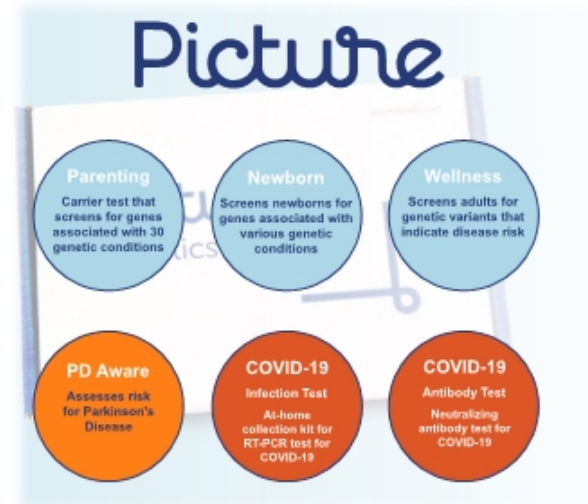 Picture
Parenting
Carrier test that
screens for genes
associated with 30
genetic conditions
Newborn
Screens newborns for
genes associated with
various genetic
conditions
Wellness
Screens adults for
genetic variants that
indicate disease risk
tics
PD Aware
Assesses risk
for Parkinson's
Disease
COVID-19
Infection Test
At-home
collection kit for
RT-PCR test for
COVID-19
COVID-19
Antibody Test
Neutralizing
antibody test for
COVID-19